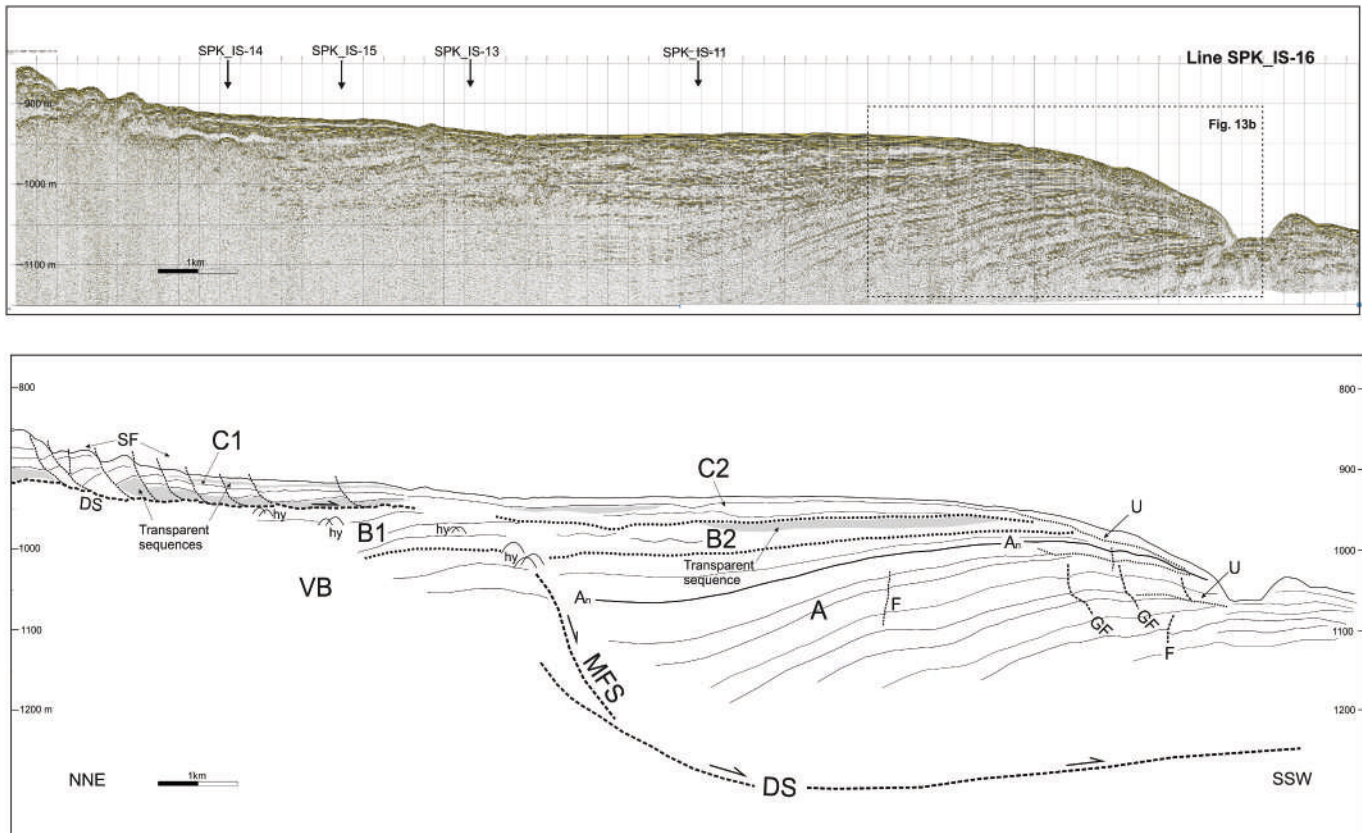 SPK_IS-14
SPK_IS-15
SPK_IS-13
SPK_IS-11
Line SPK_IS-16
Fig. 13b
900 m
1000 m
1100 m
1km
800
800
SF
C1
C2
900
DS
Transparent
sequences
hy
hy
B1
hy
B2
U
1000
hy
Transparent
sequence
An
1000
VB
An
A
F
GF
GF
U
1100
F
1100
MFS
1200 m
1200
DS
NNE
1km
SSW